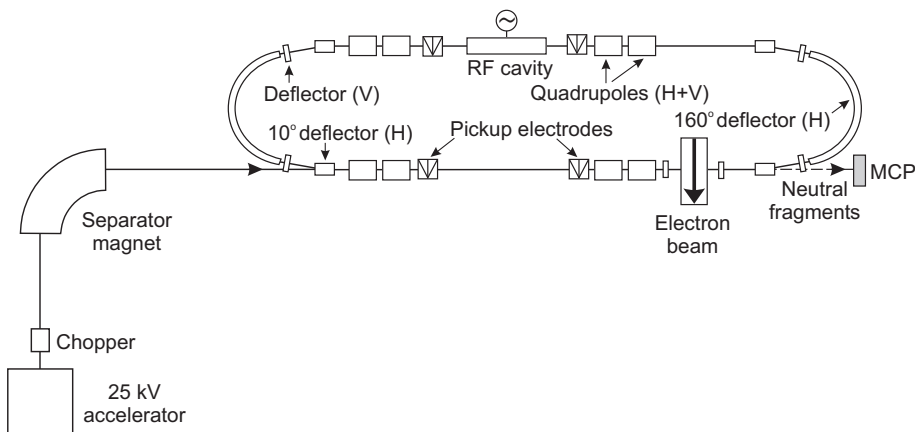 RF cavity
Deflector (V)
Quadrupoles (H+V)
10° deflector (H)
Pickup electrodes
160° deflector (H)
MCP
Neutral
fragments
Separator
magnet
Electron
beam
Chopper
25 kV
accelerator